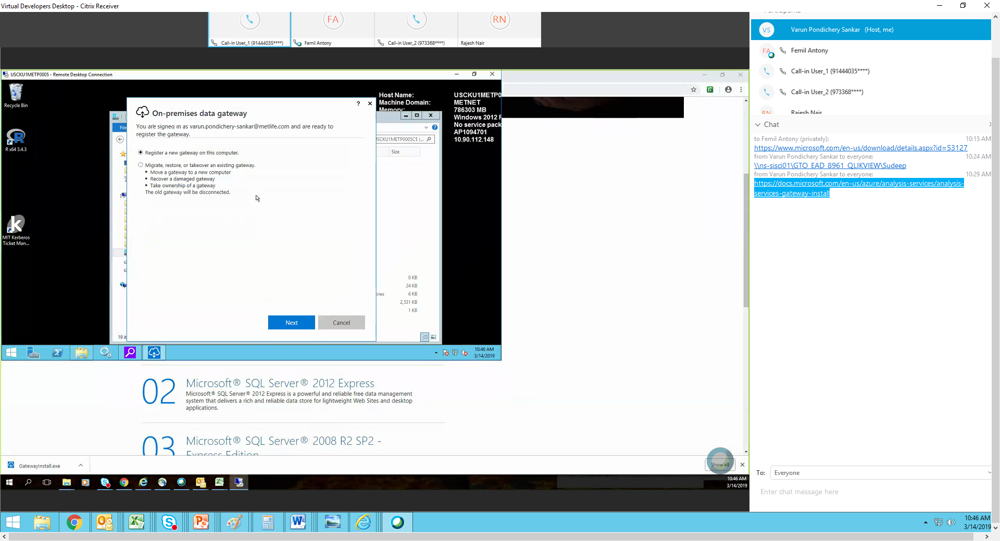 Virtual Developers Desktop - Citrix Receiver
Call-in User_1 (91444035****)
FA
Femil Antony
Call-in User_2 (973368****)
RN
Rajesh Nair
USCKU1METP0005 - Remote Desktop Connection
Recycle Bin
R x64 3.4.3
MIT Kerberos
Ticket Man...
Host Name:
Machine Domain:
Memory:
USCKU1METP0
METNET
786303 MB
Windows 2012 F
No service pack
AP1094701
10.90.112.148
File
SCKU1METP0005C$ (...
Size
0 KB
24 KB
ries
6 KB
2,531 KB
1 KB
19 it
? ×
On-premises data gateway
You are signed in as varun.pondichery-sankar@metlife.com and are ready to
register the gateway.
Register a new gateway on this computer.
Migrate, restore, or takeover an existing gateway.
• Move a gateway to a new computer
• Recover a damaged gateway
• Take ownership of a gateway
The old gateway will be disconnected.
Next
Cancel
10:46 AM
3/14/2019
02
Microsoft® SQL Server® 2012 Express
Microsoft® SQL Server® 2012 Express is a powerful and reliable free data management
system that delivers a rich and reliable data store for lightweight Web Sites and desktop
applications.
03
Microsoft® SQL Server® 2008 R2 SP2 -
Express Edition
GatewayInstall.exe
Show all
10:46 AM
3/14/2019
Participants
VS
Varun Pondichery Sankar (Host, me)
FA
Femil Antony
Call-in User_1 (91444035****)
Call-in User_2 (973368****)
RN
Rajesh Nair
Chat
to Femil Antony (privately): 10:15 AM
https://www.microsoft.com/en-us/download/details.aspx?id=53127
from Varun Pondichery Sankar to everyone: 10:24 AM
\\ns-sisci01\GTO_EAD_8961_QLIKVIEW\Sudeep
from Varun Pondichery Sankar to everyone: 10:29 AM
https://docs.microsoft.com/en-us/azure/analysis-services/analysis-
services-gateway-install
To: Everyone
Enter chat message here
10:46 AM
3/14/2019